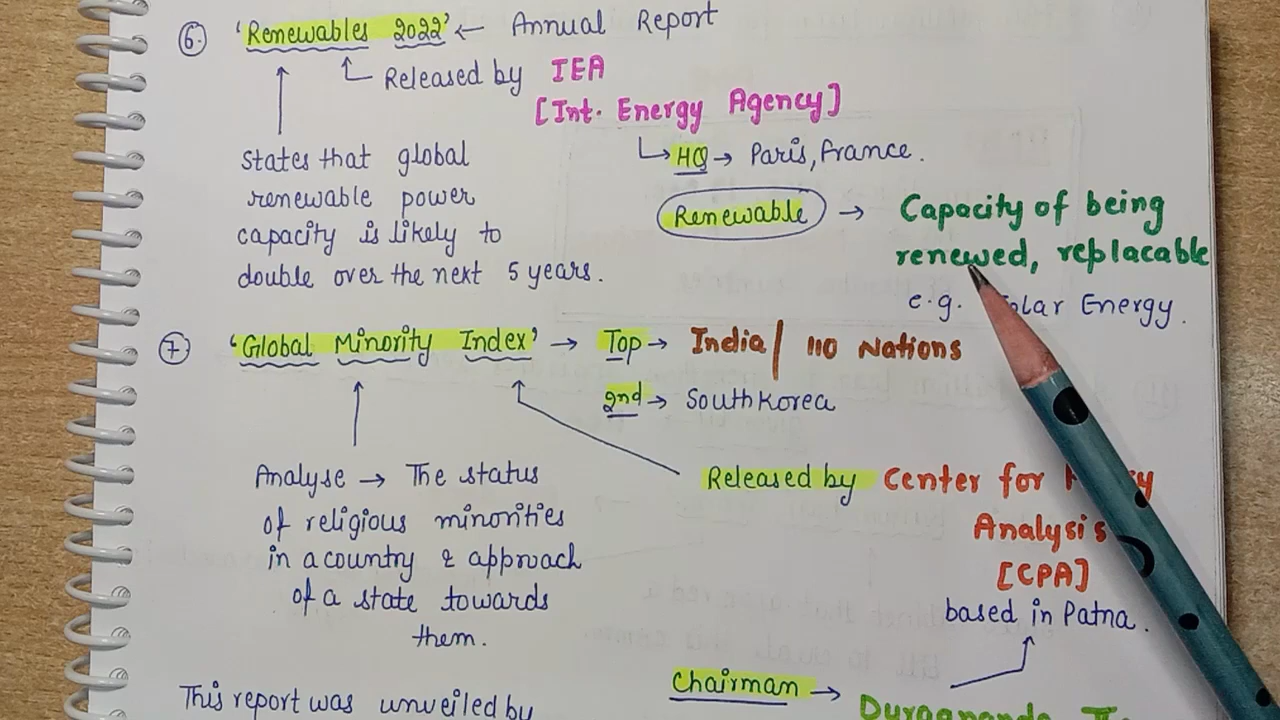 6. 'Renewables 2022' ← Annual Report
Released by IEA
[Int. Energy Agency]
HQ → Paris, France.
States that global
renewable power
capacity is likely to
double over the next 5 years.
Renewable → Capacity of being
renewed, replacable
e.g. Energy.
7. 'Global Minority Index' → Top → India / 110 Nations
2nd → South Korea
Analyse → The status
of religious minorities
in a country & approach
of a state towards
them.
Released by Center for
Analysis
[CPA]
based in Patna.
This report was unveiled by
Chairman →